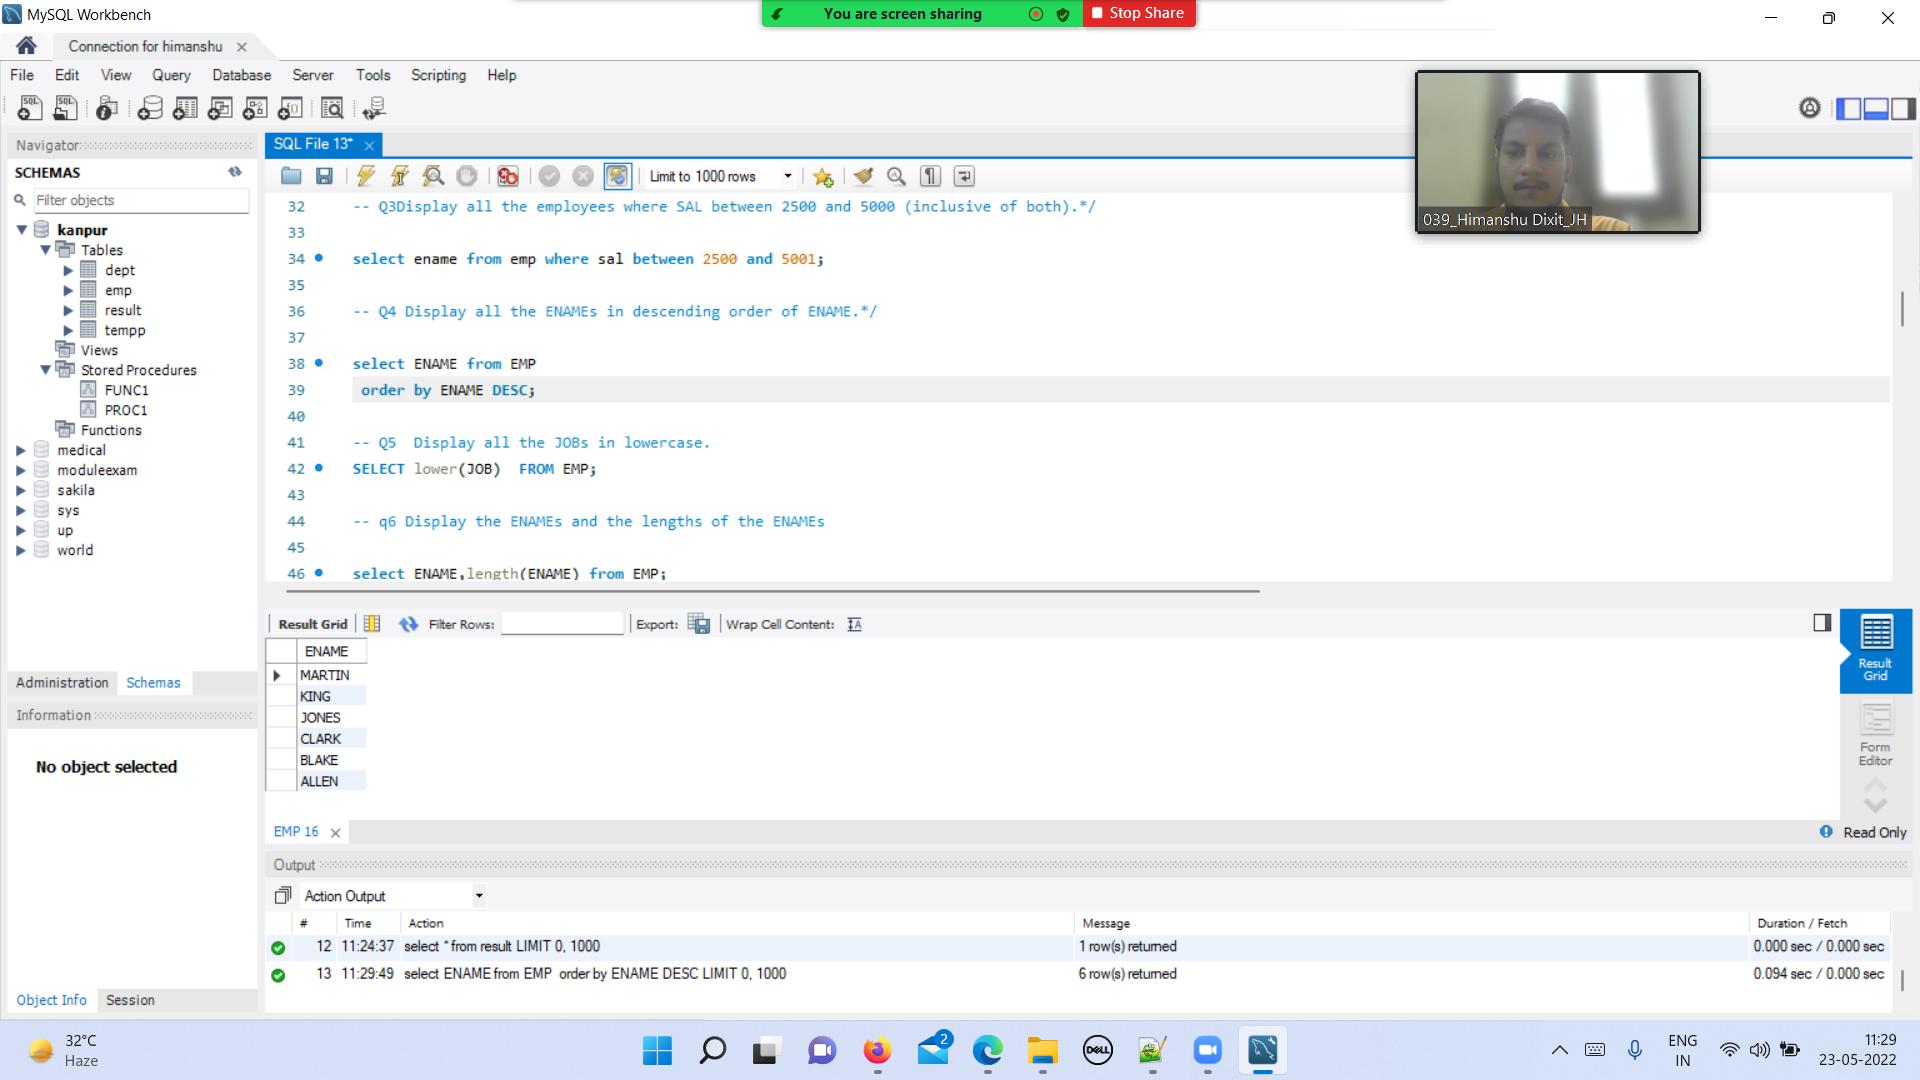 MySQL Workbench
You are screen sharing
Stop Share
Connection for himanshu
File Edit View Query Database Server Tools Scripting Help
Navigator
SCHEMAS
Filter objects
kanpur
Tables
dept
emp
result
tempp
Views
Stored Procedures
FUNC1
PROC1
Functions
medical
moduleexam
sakila
sys
up
world
Administration Schemas
Information
No object selected
Object Info Session
SQL File 13*
Limit to 1000 rows
32 -- Q3Display all the employees where SAL between 2500 and 5000 (inclusive of both).*/
33
34 select ename from emp where sal between 2500 and 5001;
35
36 -- Q4 Display all the ENAMEs in descending order of ENAME.*/
37
38 select ENAME from EMP
39 order by ENAME DESC;
40
41 -- Q5  Display all the JOBs in lowercase.
42 SELECT lower(JOB)  FROM EMP;
43
44 -- q6 Display the ENAMEs and the lengths of the ENAMEs
45
46 select ENAME,length(ENAME) from EMP;
039_Himanshu Dixit_JH
Result Grid Filter Rows: Export: Wrap Cell Content:
ENAME
MARTIN
KING
JONES
CLARK
BLAKE
ALLEN
Result
Grid
Form
Editor
EMP 16
Read Only
Output
Action Output
# Time Action Message Duration / Fetch
12 11:24:37 select * from result LIMIT 0, 1000 1 row(s) returned 0.000 sec / 0.000 sec
13 11:29:49 select ENAME from EMP  order by ENAME DESC LIMIT 0, 1000 6 row(s) returned 0.094 sec / 0.000 sec
32°C
Haze
2
DELL
ENG
IN
11:29
23-05-2022